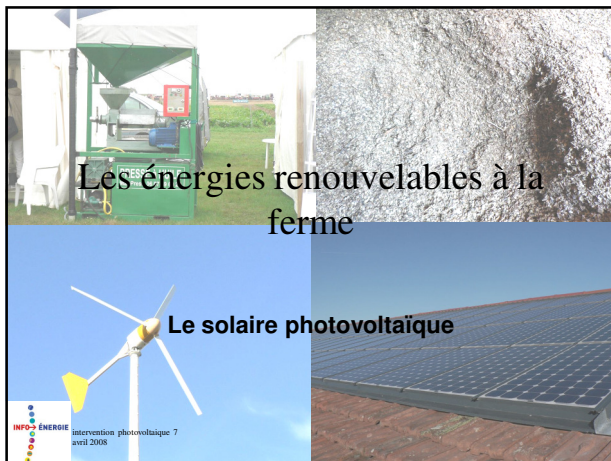 Les énergies renouvelables à la
ferme
Le solaire photovoltaïque
INFO→ÉNERGIE
intervention photovoltaique 7
avril 2008